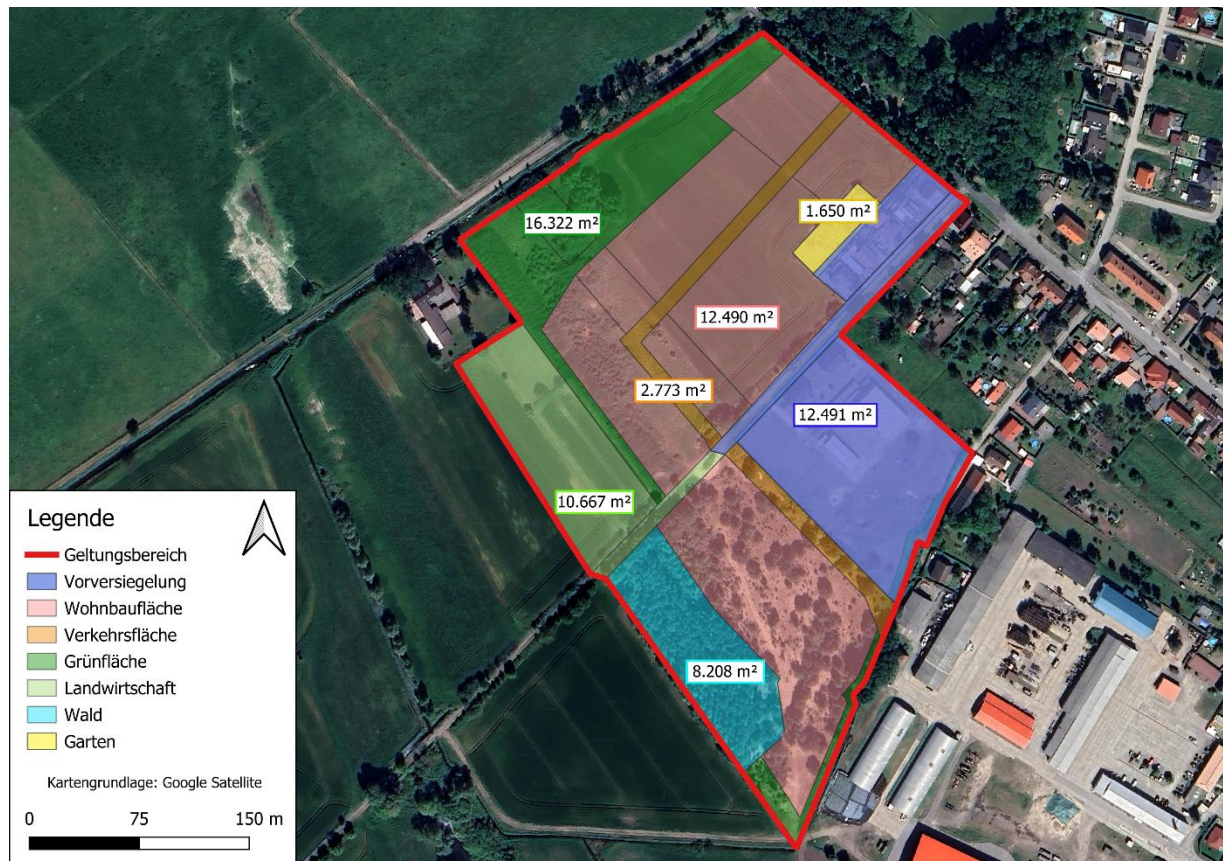 1.650 m²
16.322 m²
12.490 m²
2.773 m²
12.491 m²
10.667 m²
8.208 m²
Legende
Geltungsbereich
Vorversiegelung
Wohnbaufläche
Verkehrsfläche
Grünfläche
Landwirtschaft
Wald
Garten
Kartengrundlage: Google Satellite
0 75 150 m